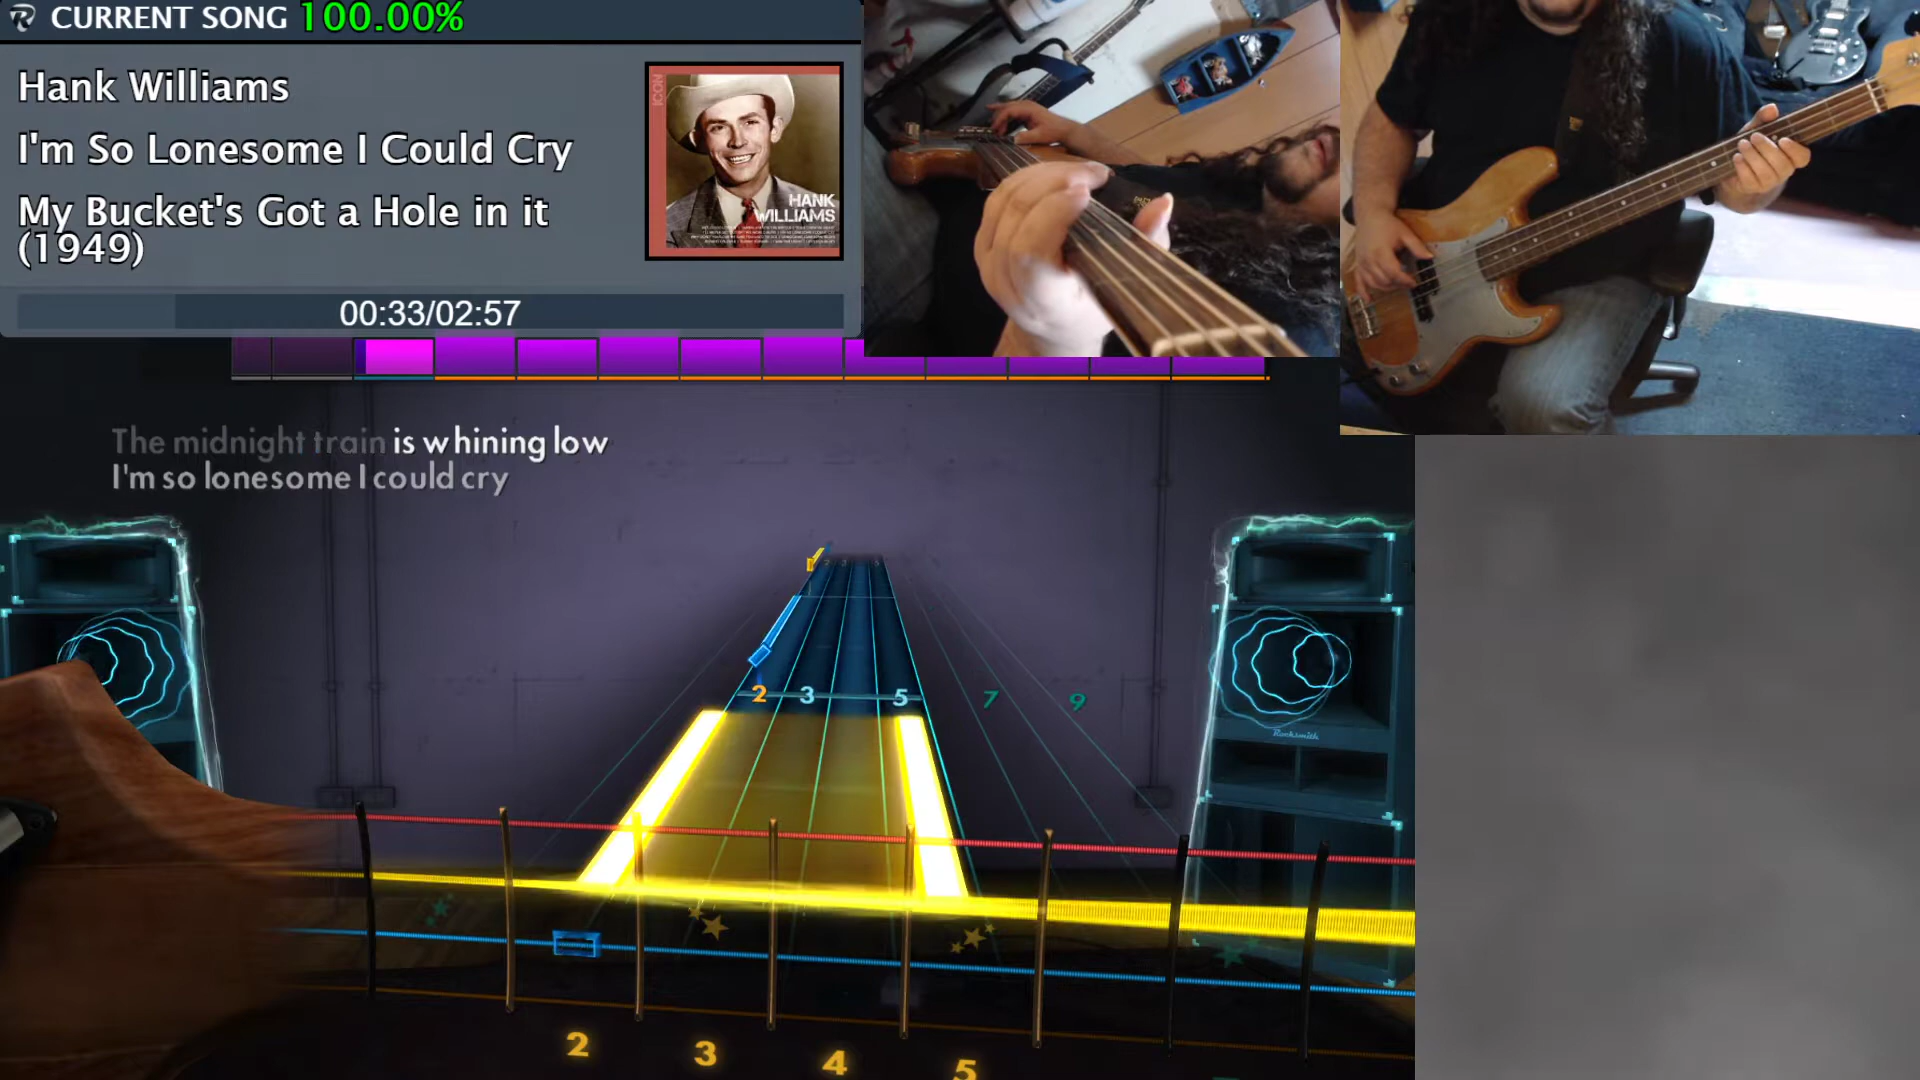 CURRENT SONG 100.00%
Hank Williams
I'm So Lonesome I Could Cry
My Bucket's Got a Hole in it
(1949)
ICON
HANK
WILLIAMS
00:33/02:57
The midnight train is whining low
I'm so lonesome I could cry
2 3 5 7 9
Rocksmith
2 3 4 5